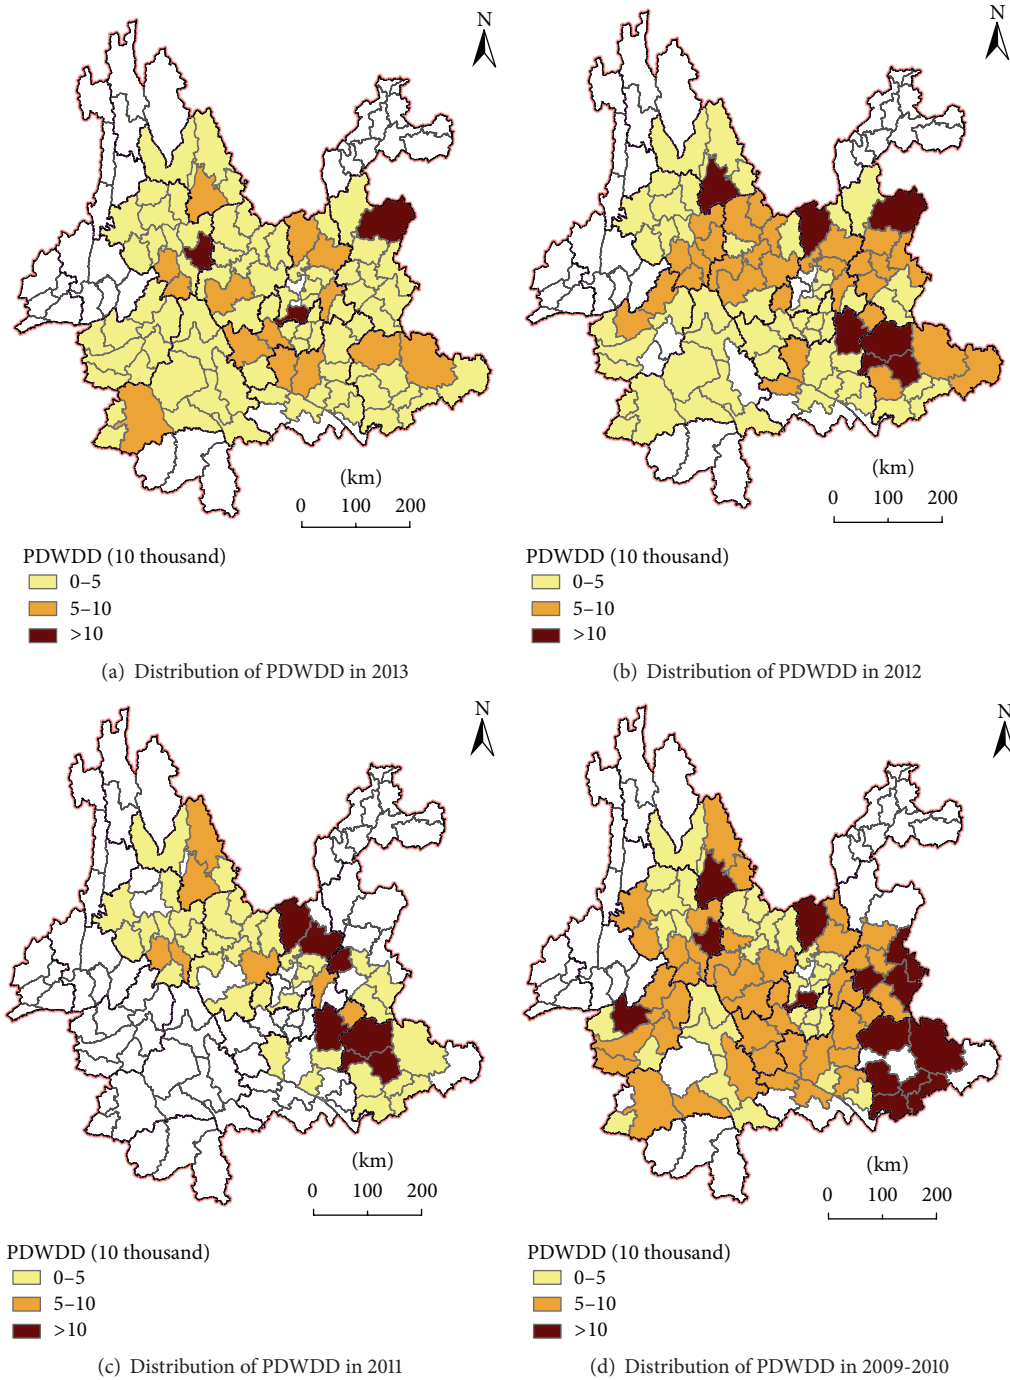 N
(km)
0 100 200
PDWDD (10 thousand)
0–5
5–10
>10
(a) Distribution of PDWDD in 2013
N
(km)
0 100 200
PDWDD (10 thousand)
0–5
5–10
>10
(b) Distribution of PDWDD in 2012
N
(km)
0 100 200
PDWDD (10 thousand)
0–5
5–10
>10
(c) Distribution of PDWDD in 2011
N
(km)
0 100 200
PDWDD (10 thousand)
0–5
5–10
>10
(d) Distribution of PDWDD in 2009-2010